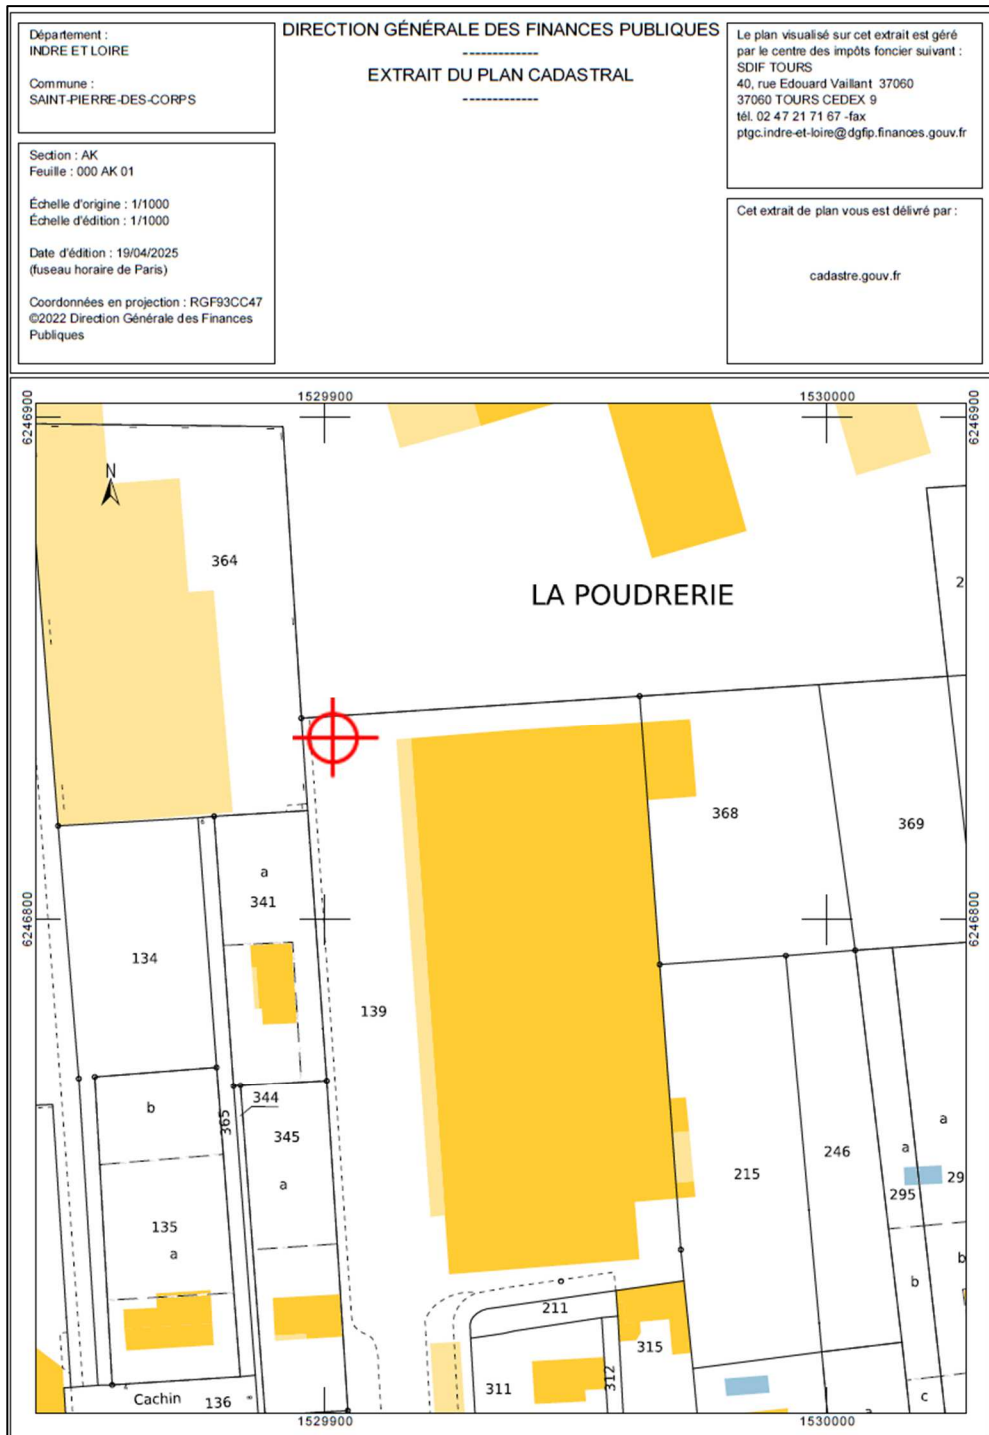 Département :
INDRE ET LOIRE
Commune :
SAINT-PIERRE-DES-CORPS
Section : AK
Feuille : 000 AK 01
Échelle d'origine : 1/1000
Échelle d'édition : 1/1000
Date d'édition : 19/04/2025
(fuseau horaire de Paris)
Coordonnées en projection : RGF93CC47
©2022 Direction Générale des Finances
Publiques
DIRECTION GÉNÉRALE DES FINANCES PUBLIQUES
-------------
EXTRAIT DU PLAN CADASTRAL
-------------
Le plan visualisé sur cet extrait est géré
par le centre des impôts foncier suivant :
SDIF TOURS
40, rue Edouard Vaillant 37060
37060 TOURS CEDEX 9
tél. 02 47 21 71 67 -fax
ptgc.indre-et-loire@dgfip.finances.gouv.fr
Cet extrait de plan vous est délivré par :
cadastre.gouv.fr
1529900
1530000
6246900
6246900
N
364
LA POUDRERIE
2
368
369
a
341
6246800
6246800
134
139
b
365
344
345
a
135
a
215
246
a
a
295
29
b
b
211
315
311
312
Cachin
136
c
1529900
1530000